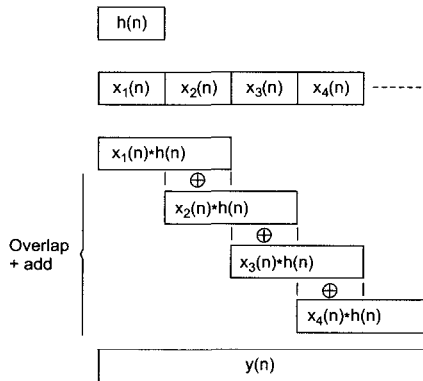 h(n)
x₁(n) x₂(n) x₃(n) x₄(n)
x₁(n)*h(n)
x₂(n)*h(n)
Overlap
+ add
x₃(n)*h(n)
x₄(n)*h(n)
y(n)